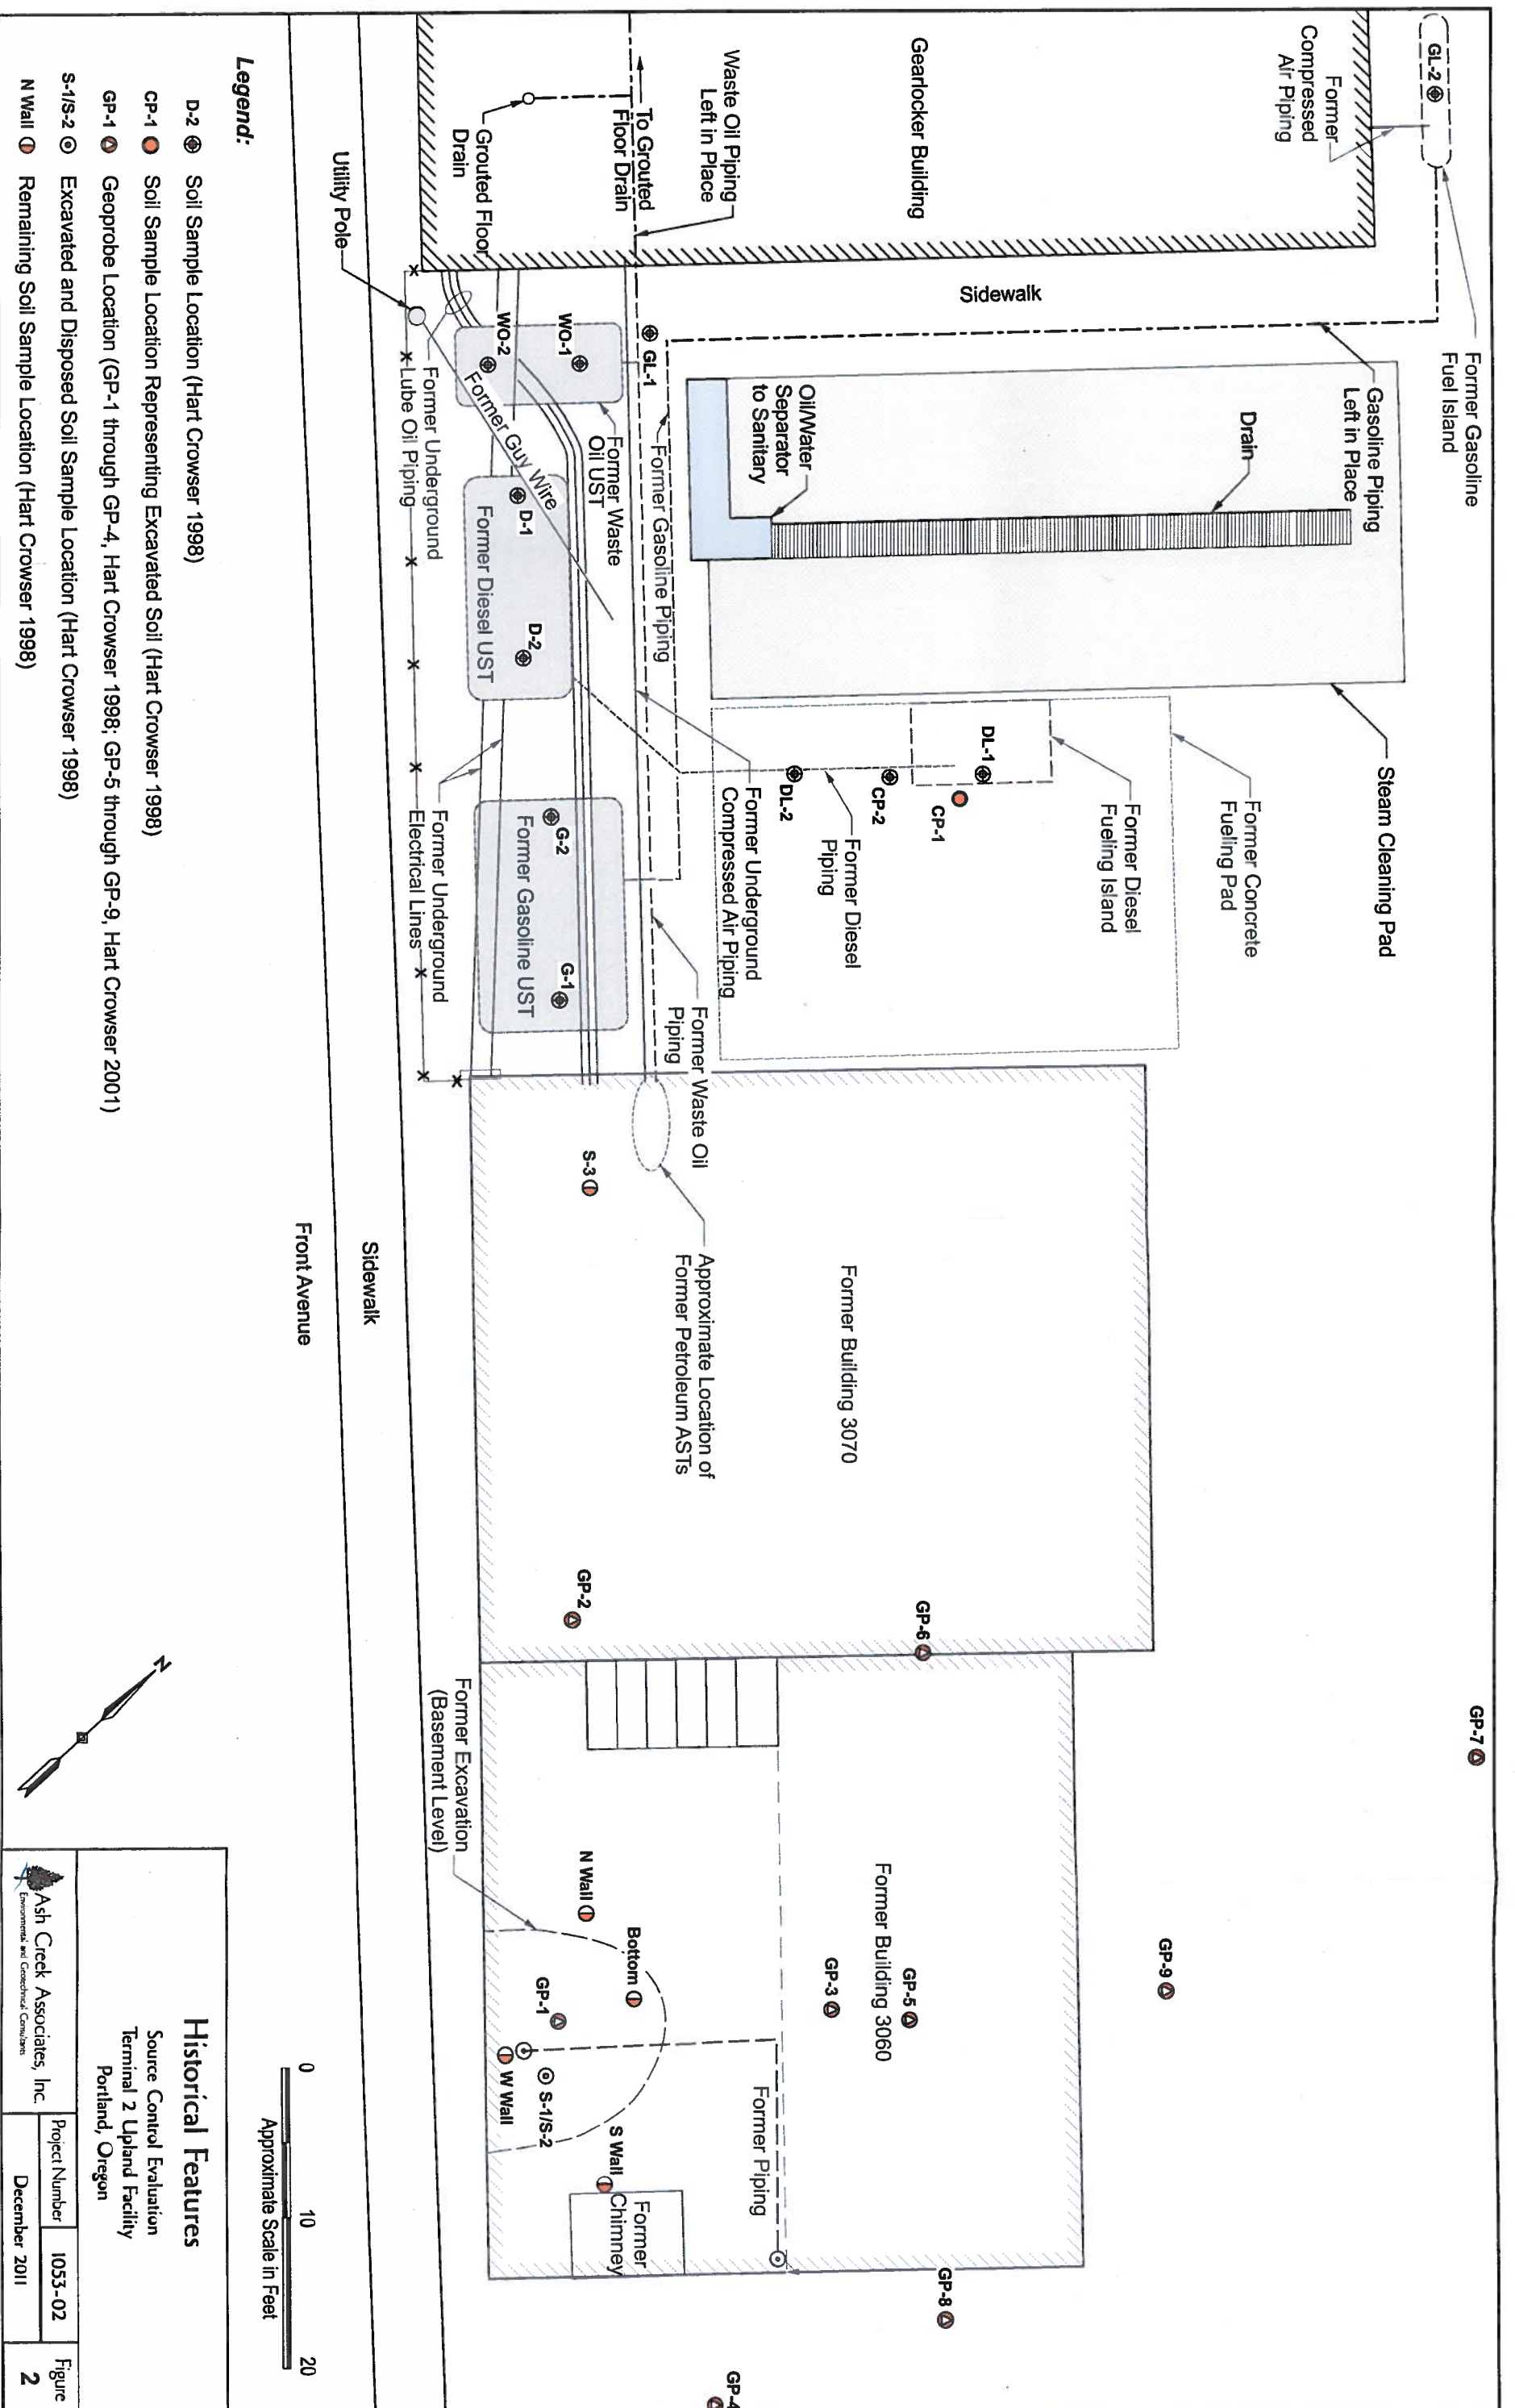 GL-2
Former
Compressed
Air Piping
Former Gasoline
Fuel Island
Gearlocker Building
Waste Oil Piping
Left in Place
To Grouted
Floor Drain
Grouted Floor
Drain
Utility Pole
Sidewalk
Gasoline Piping
Left in Place
Drain
Oil/Water
Separator
to Sanitary
Steam Cleaning Pad
GL-1
WO-1
WO-2
Former Guy Wire
Former Waste
Oil UST
Former Gasoline Piping
Former Underground
Lube Oil Piping
D-1
D-2
Former Diesel UST
DL-1
CP-1
CP-2
DL-2
Former Concrete
Fueling Pad
Former Diesel
Fueling Island
Former Diesel
Piping
Former Underground
Compressed Air Piping
G-2
G-1
Former Gasoline UST
Former Underground
Electrical Lines
Former Waste Oil
Piping
S-3
Approximate Location of
Former Petroleum ASTs
Former Building 3070
GP-2
GP-6
GP-7
Former Excavation
(Basement Level)
N Wall
Bottom
GP-1
W Wall
S-1/S-2
S Wall
Former
Chimney
Former Piping
GP-3
GP-5
Former Building 3060
GP-9
GP-8
GP-4
Sidewalk
Front Avenue
Legend:
D-2 Soil Sample Location (Hart Crowser 1998)
CP-1 Soil Sample Location Representing Excavated Soil (Hart Crowser 1998)
GP-1 Geoprobe Location (GP-1 through GP-4, Hart Crowser 1998; GP-5 through GP-9, Hart Crowser 2001)
S-1/S-2 Excavated and Disposed Soil Sample Location (Hart Crowser 1998)
N Wall Remaining Soil Sample Location (Hart Crowser 1998)
N
0 10 20
Approximate Scale in Feet
Historical Features
Source Control Evaluation
Terminal 2 Upland Facility
Portland, Oregon
Ash Creek Associates, Inc.
Environmental and Geotechnical Consultants
Project Number 1053-02
December 2011
Figure
2